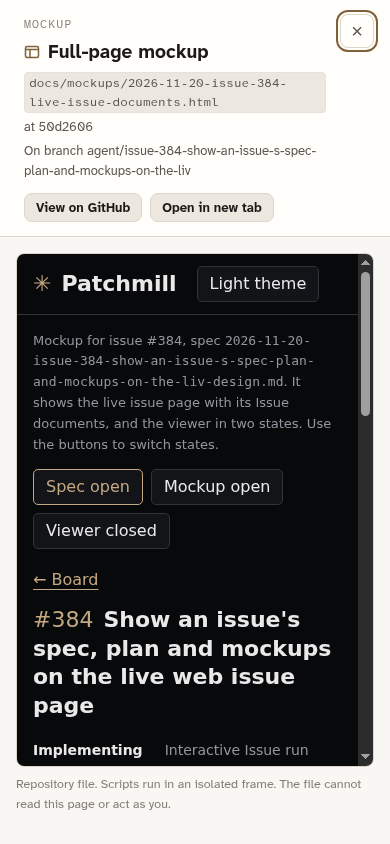 MOCKUP
×
Full-page mockup
docs/mockups/2026-11-20-issue-384-
live-issue-documents.html
at 50d2606
On branch agent/issue-384-show-an-issue-s-spec-
plan-and-mockups-on-the-liv
View on GitHub Open in new tab
Patchmill Light theme
Mockup for issue #384, spec 2026-11-20-
issue-384-show-an-issue-s-spec-plan-
and-mockups-on-the-liv-design.md. It
shows the live issue page with its Issue
documents, and the viewer in two states. Use
the buttons to switch states.
Spec open Mockup open
Viewer closed
← Board
#384 Show an issue's
spec, plan and mockups
on the live web issue
page
Implementing Interactive Issue run
Repository file. Scripts run in an isolated frame. The file cannot
read this page or act as you.